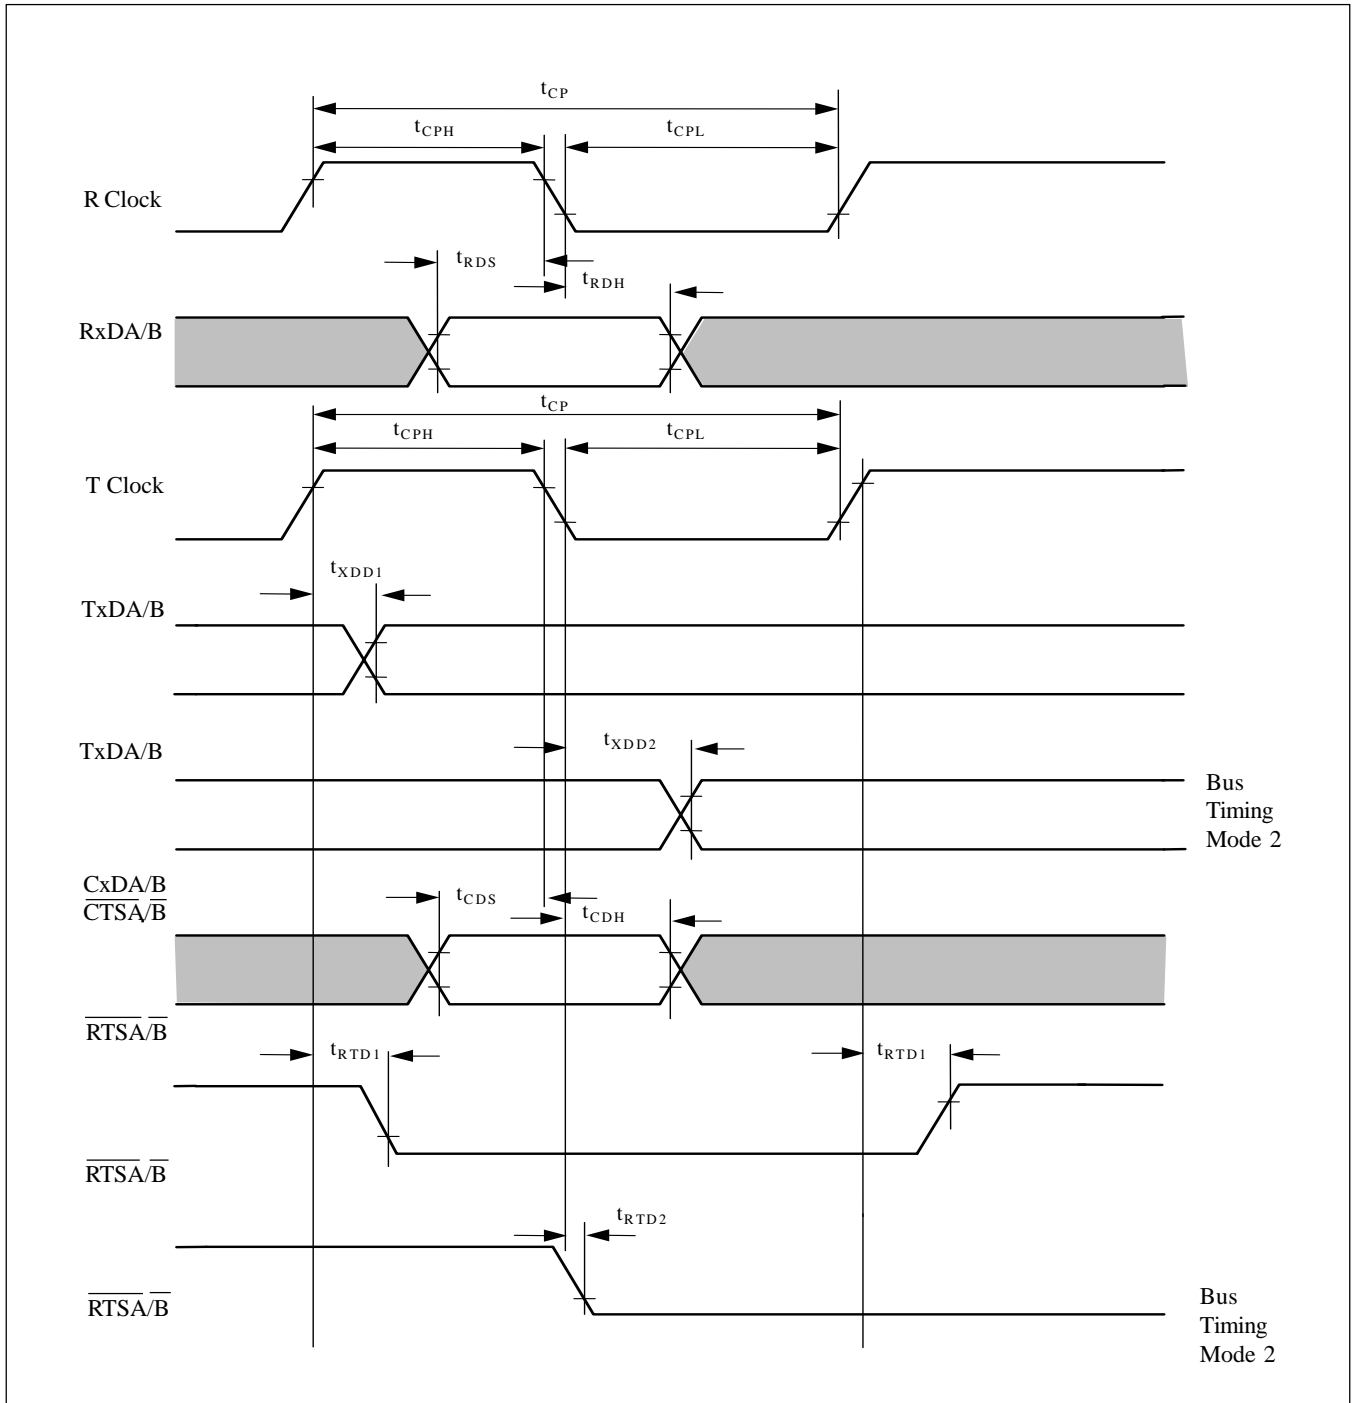 tCP
tCPH tCPL
R Clock
tRDS
tRDH
RxDA/B
tCP
tCPH tCPL
T Clock
tXDD1
TxDA/B
TxDA/B
tXDD2
Bus
Timing
Mode 2
CxDA/B
CTSA/B
tCDS
tCDH
RTSA/B
tRTD1 tRTD1
RTSA/B
tRTD2
RTSA/B
Bus
Timing
Mode 2